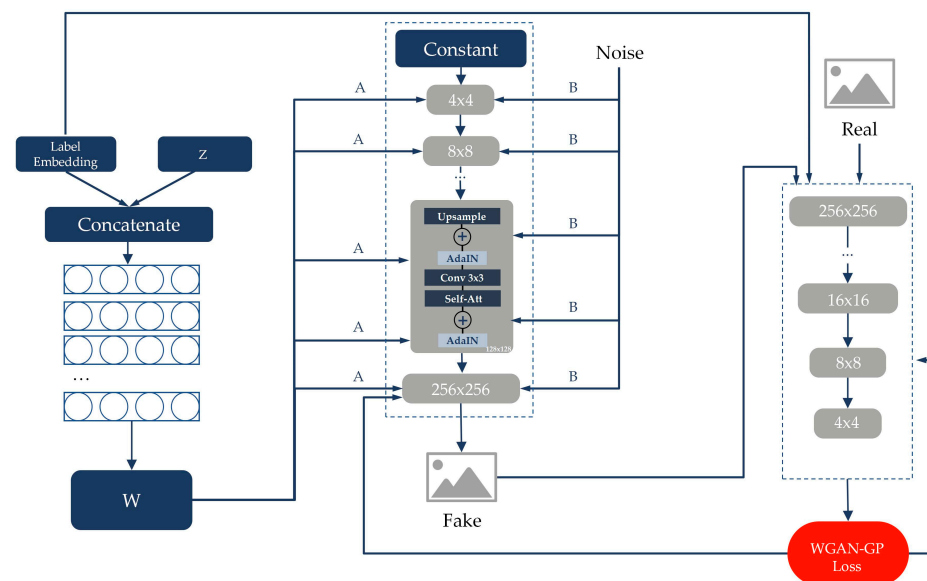 Constant
Noise
A
4x4
B
Real
Label
Embedding
Z
A
8x8
B
...
Concatenate
Upsample
+
B
256x256
A
AdaIN
...
Conv 3x3
Self-Att
16x16
+
B
A
AdaIN
128x128
8x8
...
A
256x256
B
4x4
W
Fake
WGAN-GP
Loss